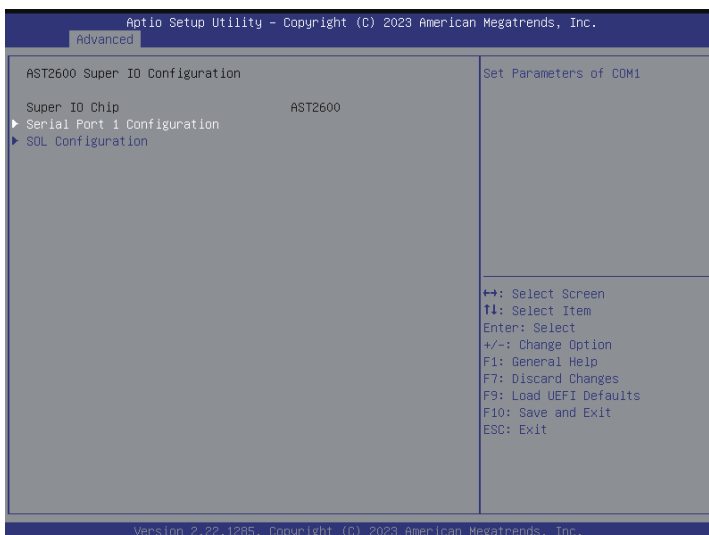 Aptio Setup Utility – Copyright (C) 2023 American Megatrends, Inc.
Advanced
AST2600 Super IO Configuration
Set Parameters of COM1
Super IO Chip AST2600
Serial Port 1 Configuration
SOL Configuration
↔: Select Screen
↑↓: Select Item
Enter: Select
+/-: Change Option
F1: General Help
F7: Discard Changes
F9: Load UEFI Defaults
F10: Save and Exit
ESC: Exit
Version 2.22.1285. Copyright (C) 2023 American Megatrends, Inc.